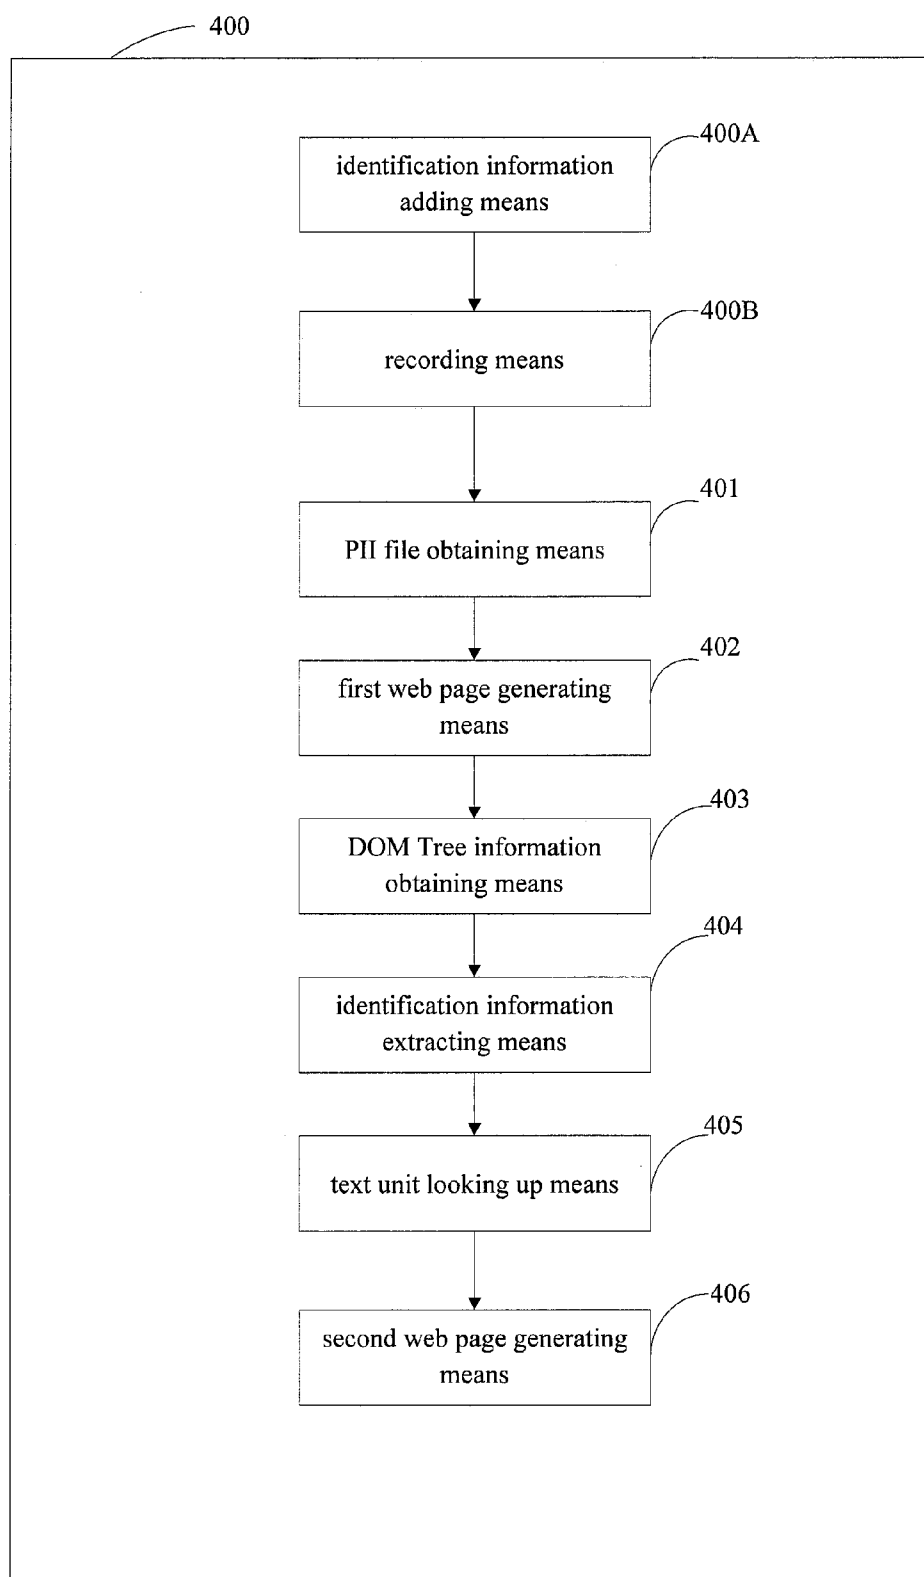 400
400A
identification information
adding means
400B
recording means
401
PII file obtaining means
402
first web page generating
means
403
DOM Tree information
obtaining means
404
identification information
extracting means
405
text unit looking up means
406
second web page generating
means